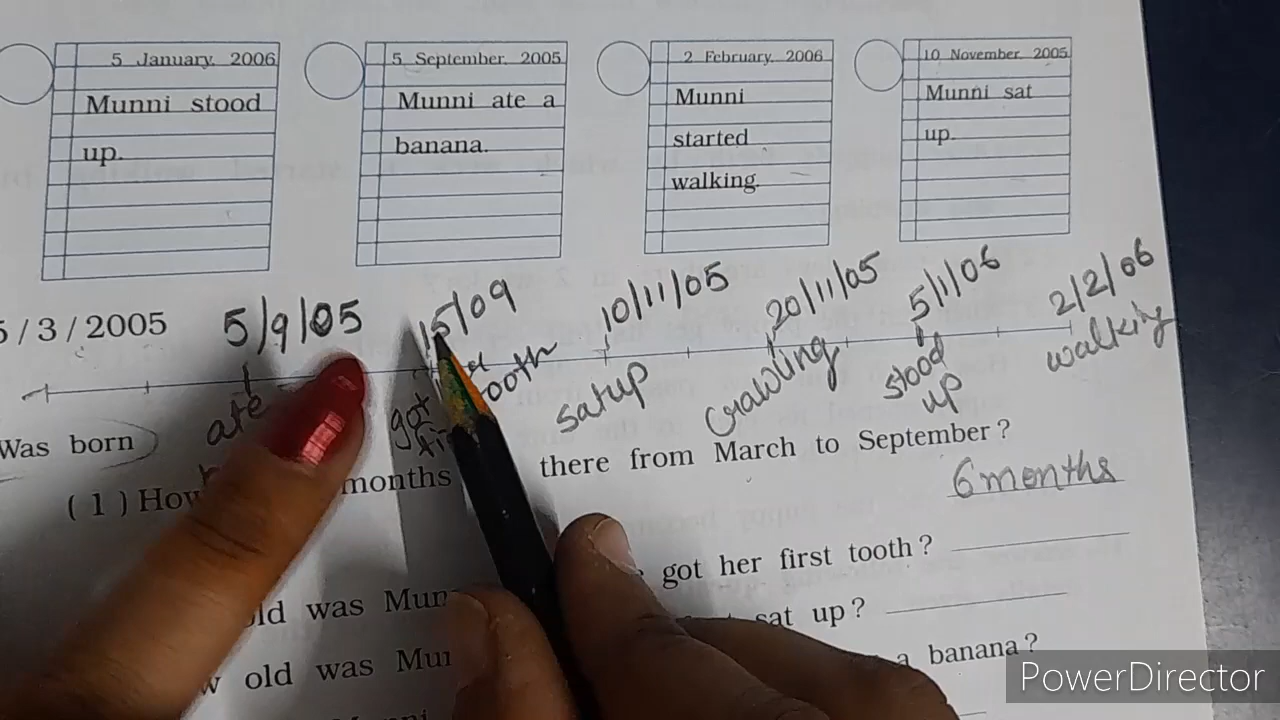 5 January. 2006
Munni stood
up.
5 September. 2005
Munni ate a
banana.
2 February. 2006
Munni
started
walking.
10 November. 2005
Munni sat
up.
5 / 3 / 2005
5/9/05
15/09
10/11/05
20/11/05
5/1/06
2/2/06
Was born
ate
got
tooth
satup
crawling
stood
up
walking
( 1 ) How months there from March to September ?
6 months
got her first tooth ?
old was sat up ?
old was a banana ?
PowerDirector